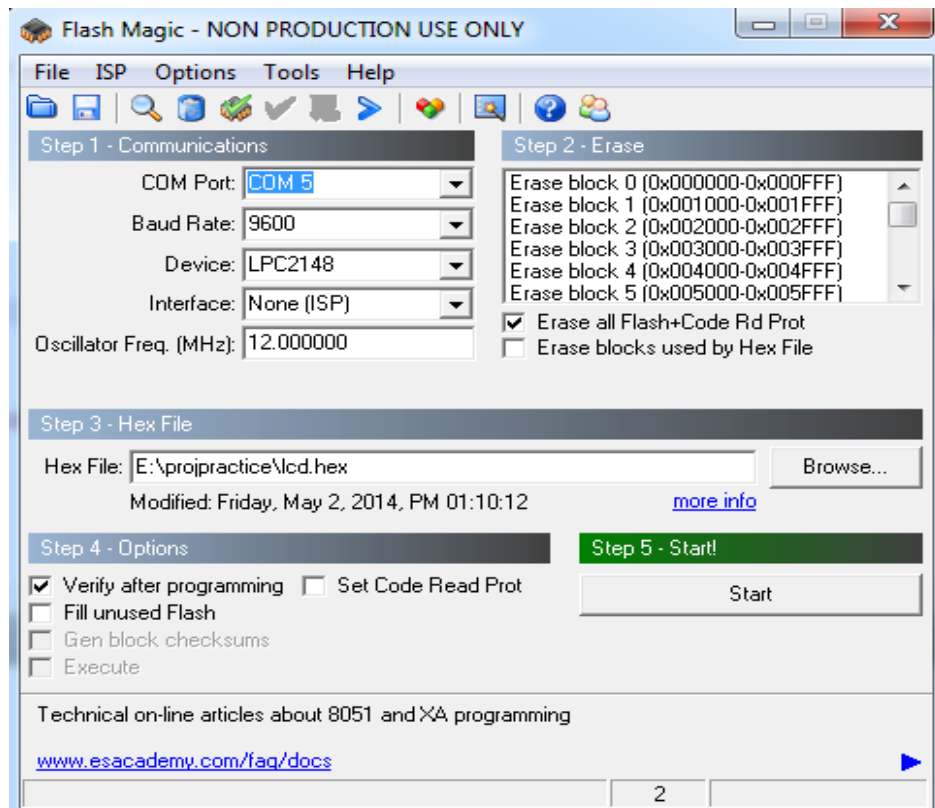 Flash Magic - NON PRODUCTION USE ONLY
File ISP Options Tools Help
Step 1 - Communications
COM Port: COM 5
Baud Rate: 9600
Device: LPC2148
Interface: None (ISP)
Oscillator Freq. (MHz): 12.000000
Step 2 - Erase
Erase block 0 (0x000000-0x000FFF)
Erase block 1 (0x001000-0x001FFF)
Erase block 2 (0x002000-0x002FFF)
Erase block 3 (0x003000-0x003FFF)
Erase block 4 (0x004000-0x004FFF)
Erase block 5 (0x005000-0x005FFF)
Erase all Flash+Code Rd Prot
Erase blocks used by Hex File
Step 3 - Hex File
Hex File: E:\projpractice\lcd.hex Browse...
Modified: Friday, May 2, 2014, PM 01:10:12 more info
Step 4 - Options
Verify after programming Set Code Read Prot
Fill unused Flash
Gen block checksums
Execute
Step 5 - Start!
Start
Technical on-line articles about 8051 and XA programming
www.esacademy.com/faq/docs
2